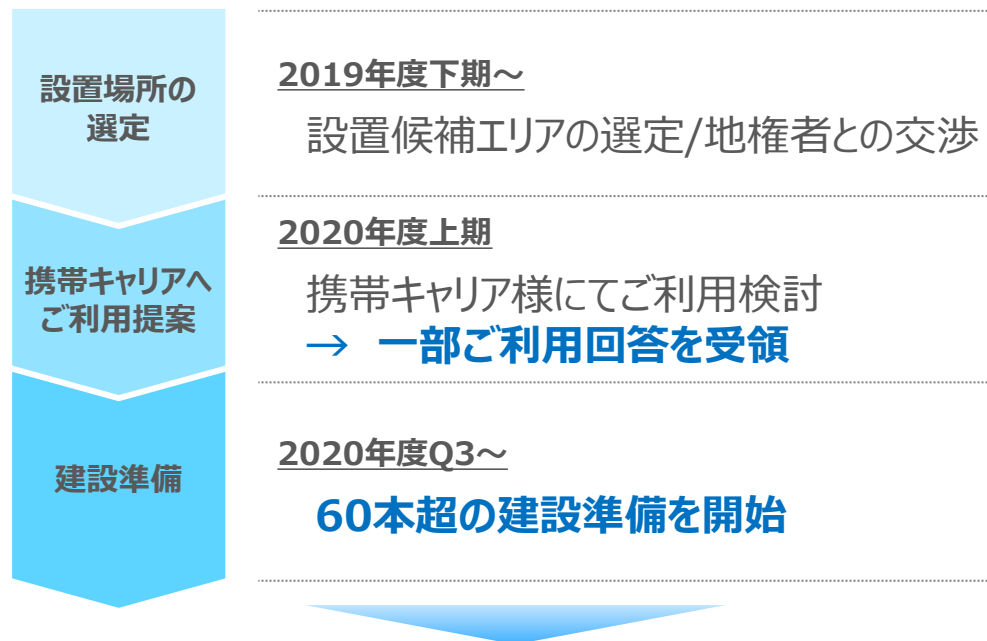 設置場所の
選定
2019年度下期～
設置候補エリアの選定/地権者との交渉
携帯キャリアへ
ご利用提案
2020年度上期
携帯キャリア様にてご利用検討
→ 一部ご利用回答を受領
建設準備
2020年度Q3～
60本超の建設準備を開始